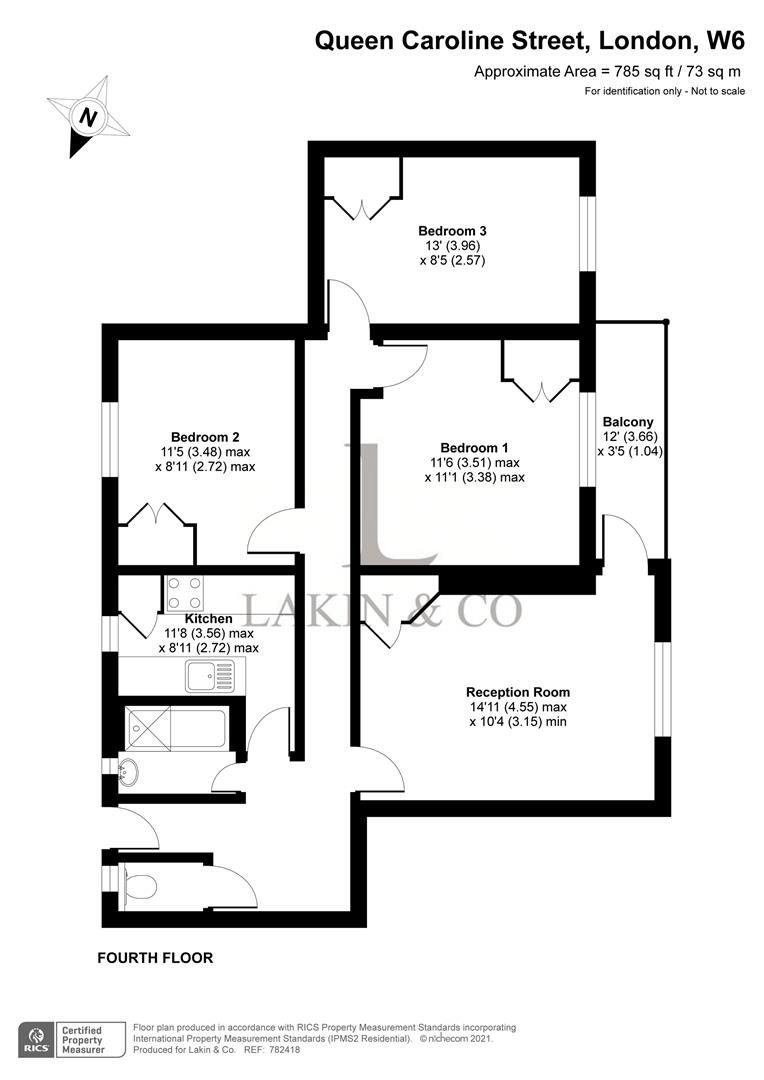 Queen Caroline Street, London, W6
Approximate Area = 785 sq ft / 73 sq m
For identification only - Not to scale
N
Bedroom 3
13' (3.96)
x 8'5 (2.57)
Bedroom 2
11'5 (3.48) max
x 8'11 (2.72) max
Bedroom 1
11'6 (3.51) max
x 11'1 (3.38) max
Balcony
12' (3.66)
x 3'5 (1.04)
L
LAKIN & CO
Kitchen
11'8 (3.56) max
x 8'11 (2.72) max
Reception Room
14'11 (4.55) max
x 10'4 (3.15) min
FOURTH FLOOR
RICS
Certified
Property
Measurer
Floor plan produced in accordance with RICS Property Measurement Standards incorporating
International Property Measurement Standards (IPMS2 Residential). © nichecom 2021.
Produced for Lakin & Co. REF: 782418